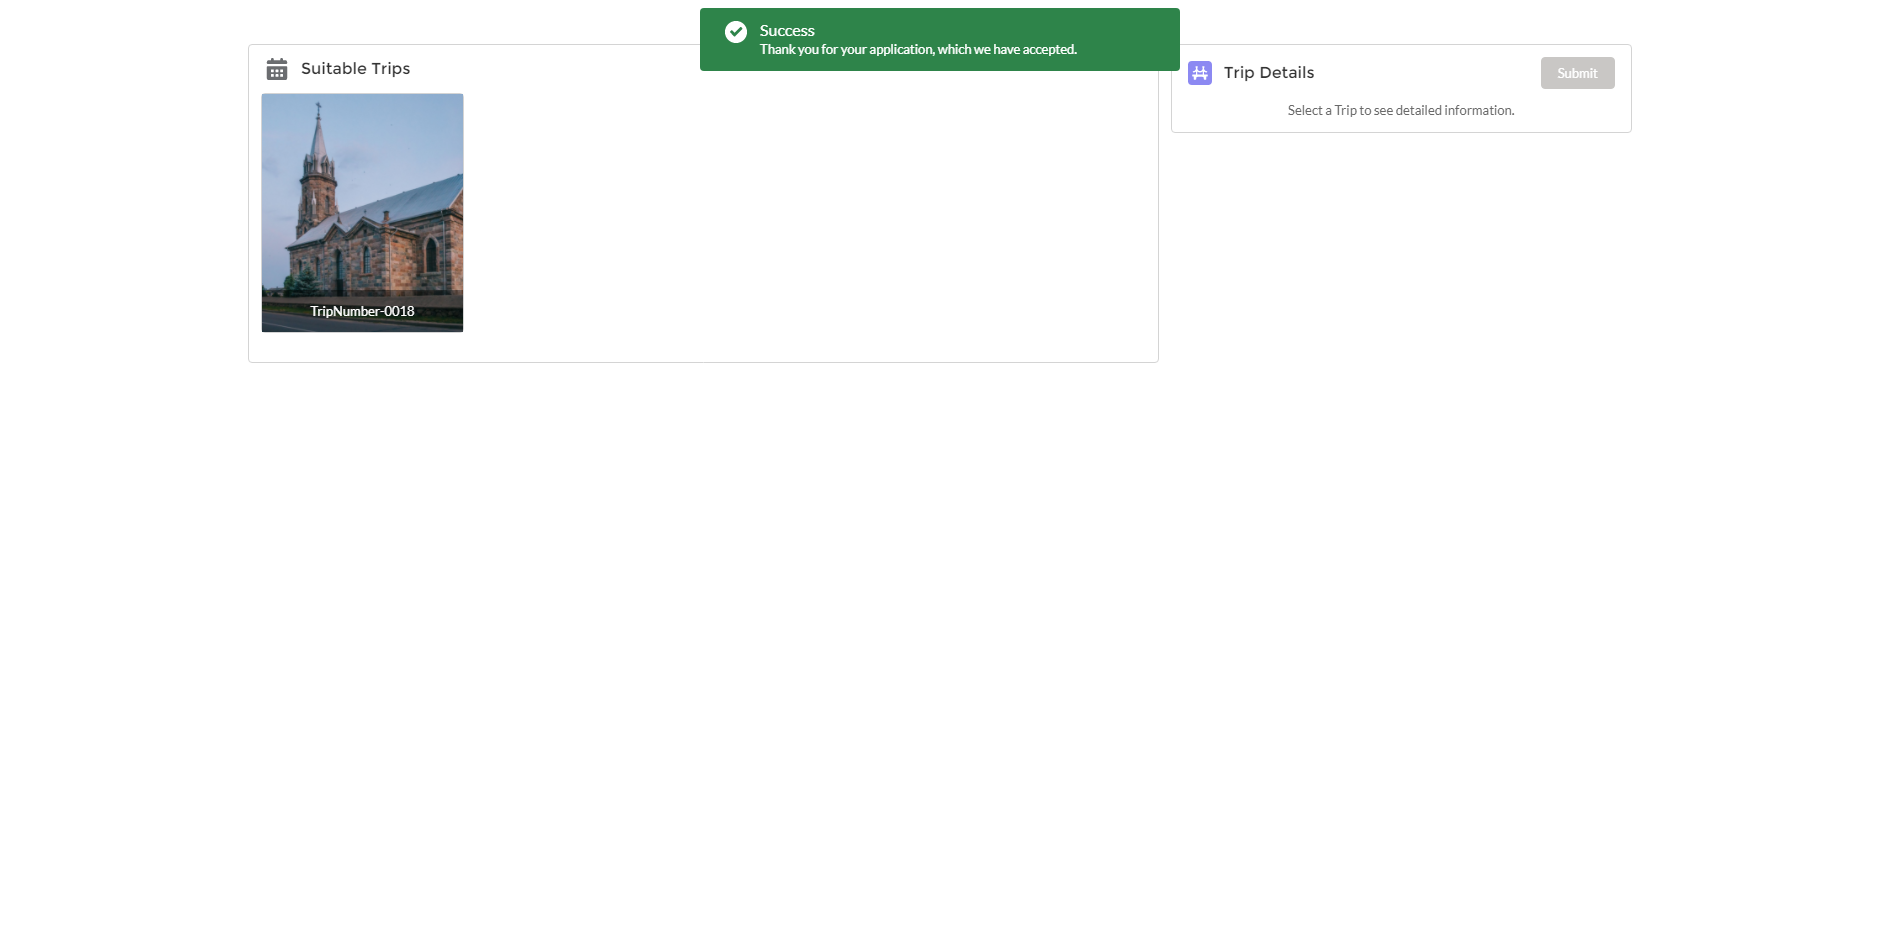 Success
Thank you for your application, which we have accepted.
Suitable Trips
TripNumber-0018
Trip Details
Submit
Select a Trip to see detailed information.